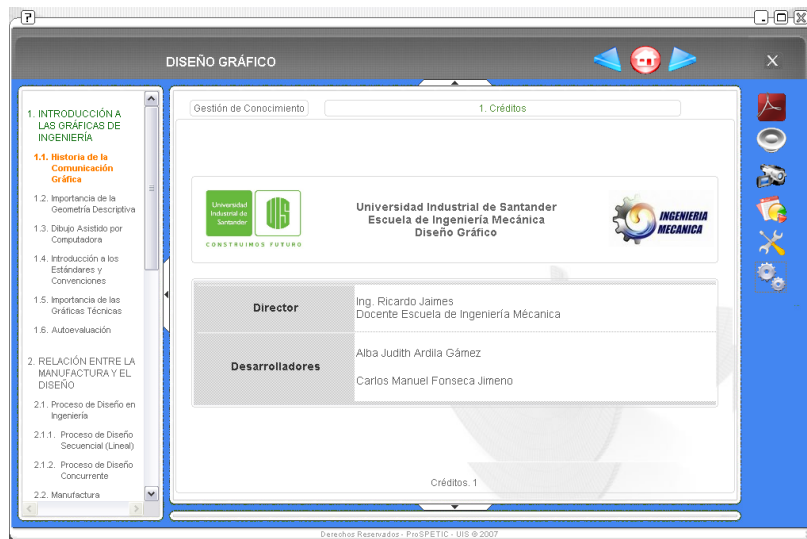 ?
DISEÑO GRÁFICO
X
1. INTRODUCCIÓN A
LAS GRÁFICAS DE
INGENIERÍA
1.1. Historia de la
Comunicación
Gráfica
1.2. Importancia de la
Geometría Descriptiva
1.3. Dibujo Asistido por
Computadora
1.4. Introducción a los
Estándares y
Convenciones
1.5. Importancia de las
Gráficas Técnicas
1.6. Autoevaluación
2. RELACIÓN ENTRE LA
MANUFACTURA Y EL
DISEÑO
2.1. Proceso de Diseño en
Ingeniería
2.1.1. Proceso de Diseño
Secuencial (Lineal)
2.1.2. Proceso de Diseño
Concurrente
2.2. Manufactura
Gestión de Conocimiento
1. Créditos
Universidad
Industrial de
Santander
UIS
CONSTRUIMOS FUTURO
Universidad Industrial de Santander
Escuela de Ingeniería Mecánica
Diseño Gráfico
INGENIERIA
MECANICA
Director
Ing. Ricardo Jaimes
Docente Escuela de Ingeniería Mécanica
Desarrolladores
Alba Judith Ardila Gámez
Carlos Manuel Fonseca Jimeno
Créditos. 1
Derechos Reservados - ProSPETIC - UIS @ 2007